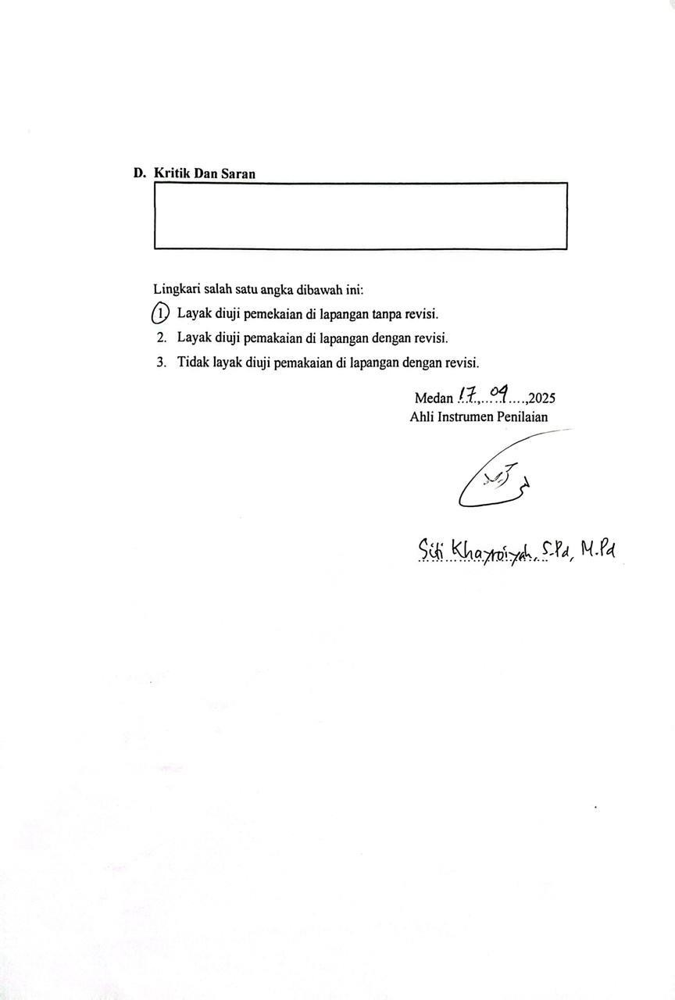 D. Kritik Dan Saran
Lingkari salah satu angka dibawah ini:
1. Layak diuji pemekaian di lapangan tanpa revisi.
2. Layak diuji pemakaian di lapangan dengan revisi.
3. Tidak layak diuji pemakaian di lapangan dengan revisi.
Medan 17, 09 ....,2025
Ahli Instrumen Penilaian
Siti Khayroiyah, S.Pd, M.Pd